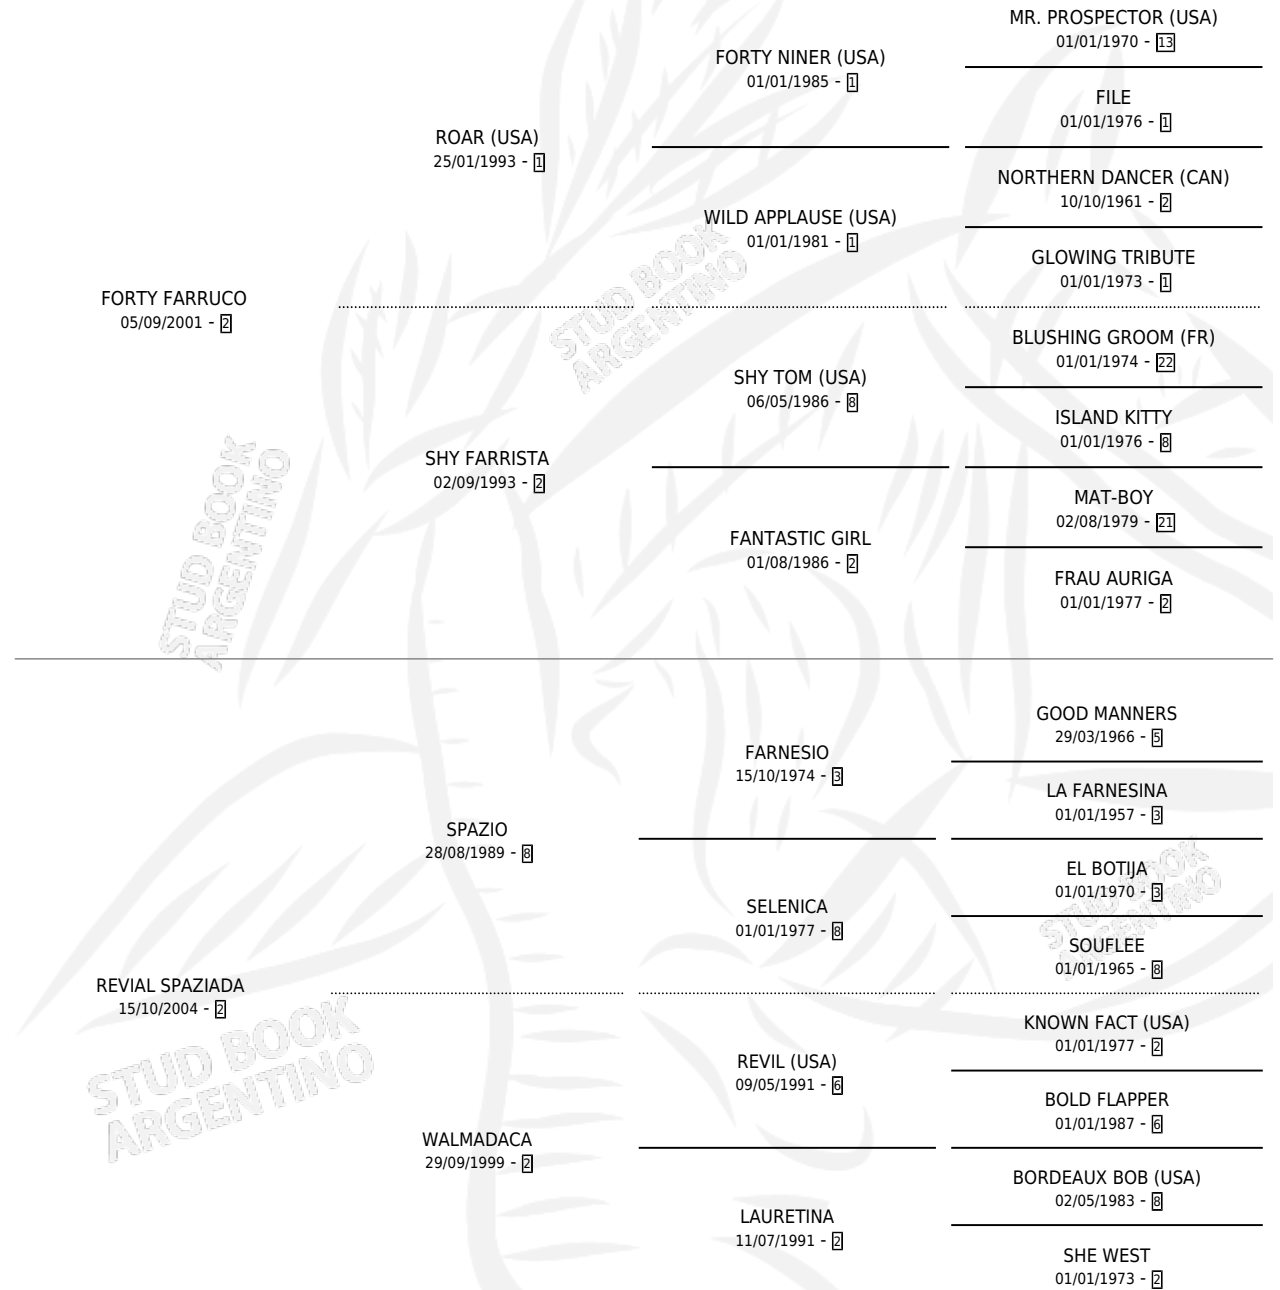 MR. PROSPECTOR (USA)
01/01/1970 - 13
FORTY NINER (USA)
01/01/1985 - 1
FILE
01/01/1976 - 1
ROAR (USA)
25/01/1993 - 1
NORTHERN DANCER (CAN)
10/10/1961 - 2
WILD APPLAUSE (USA)
01/01/1981 - 1
GLOWING TRIBUTE
01/01/1973 - 1
FORTY FARRUCO
05/09/2001 - 2
STUD BOOK
ARGENTINO
BLUSHING GROOM (FR)
01/01/1974 - 22
SHY TOM (USA)
06/05/1986 - 8
ISLAND KITTY
01/01/1976 - 8
SHY FARRISTA
02/09/1993 - 2
MAT-BOY
02/08/1979 - 21
FANTASTIC GIRL
01/08/1986 - 2
FRAU AURIGA
01/01/1977 - 2
STUD BOOK
ARGENTINO
GOOD MANNERS
29/03/1966 - 5
FARNESIO
15/10/1974 - 3
LA FARNESINA
01/01/1957 - 3
SPAZIO
28/08/1989 - 8
EL BOTIJA
01/01/1970 - 3
SELENICA
01/01/1977 - 8
STUD BOOK
ARGENTINO
SOUFLEE
01/01/1965 - 8
REVIAL SPAZIADA
15/10/2004 - 2
STUD BOOK
ARGENTINO
KNOWN FACT (USA)
01/01/1977 - 2
REVIL (USA)
09/05/1991 - 6
BOLD FLAPPER
01/01/1987 - 6
WALMADACA
29/09/1999 - 2
BORDEAUX BOB (USA)
02/05/1983 - 8
LAURETINA
11/07/1991 - 2
SHE WEST
01/01/1973 - 2